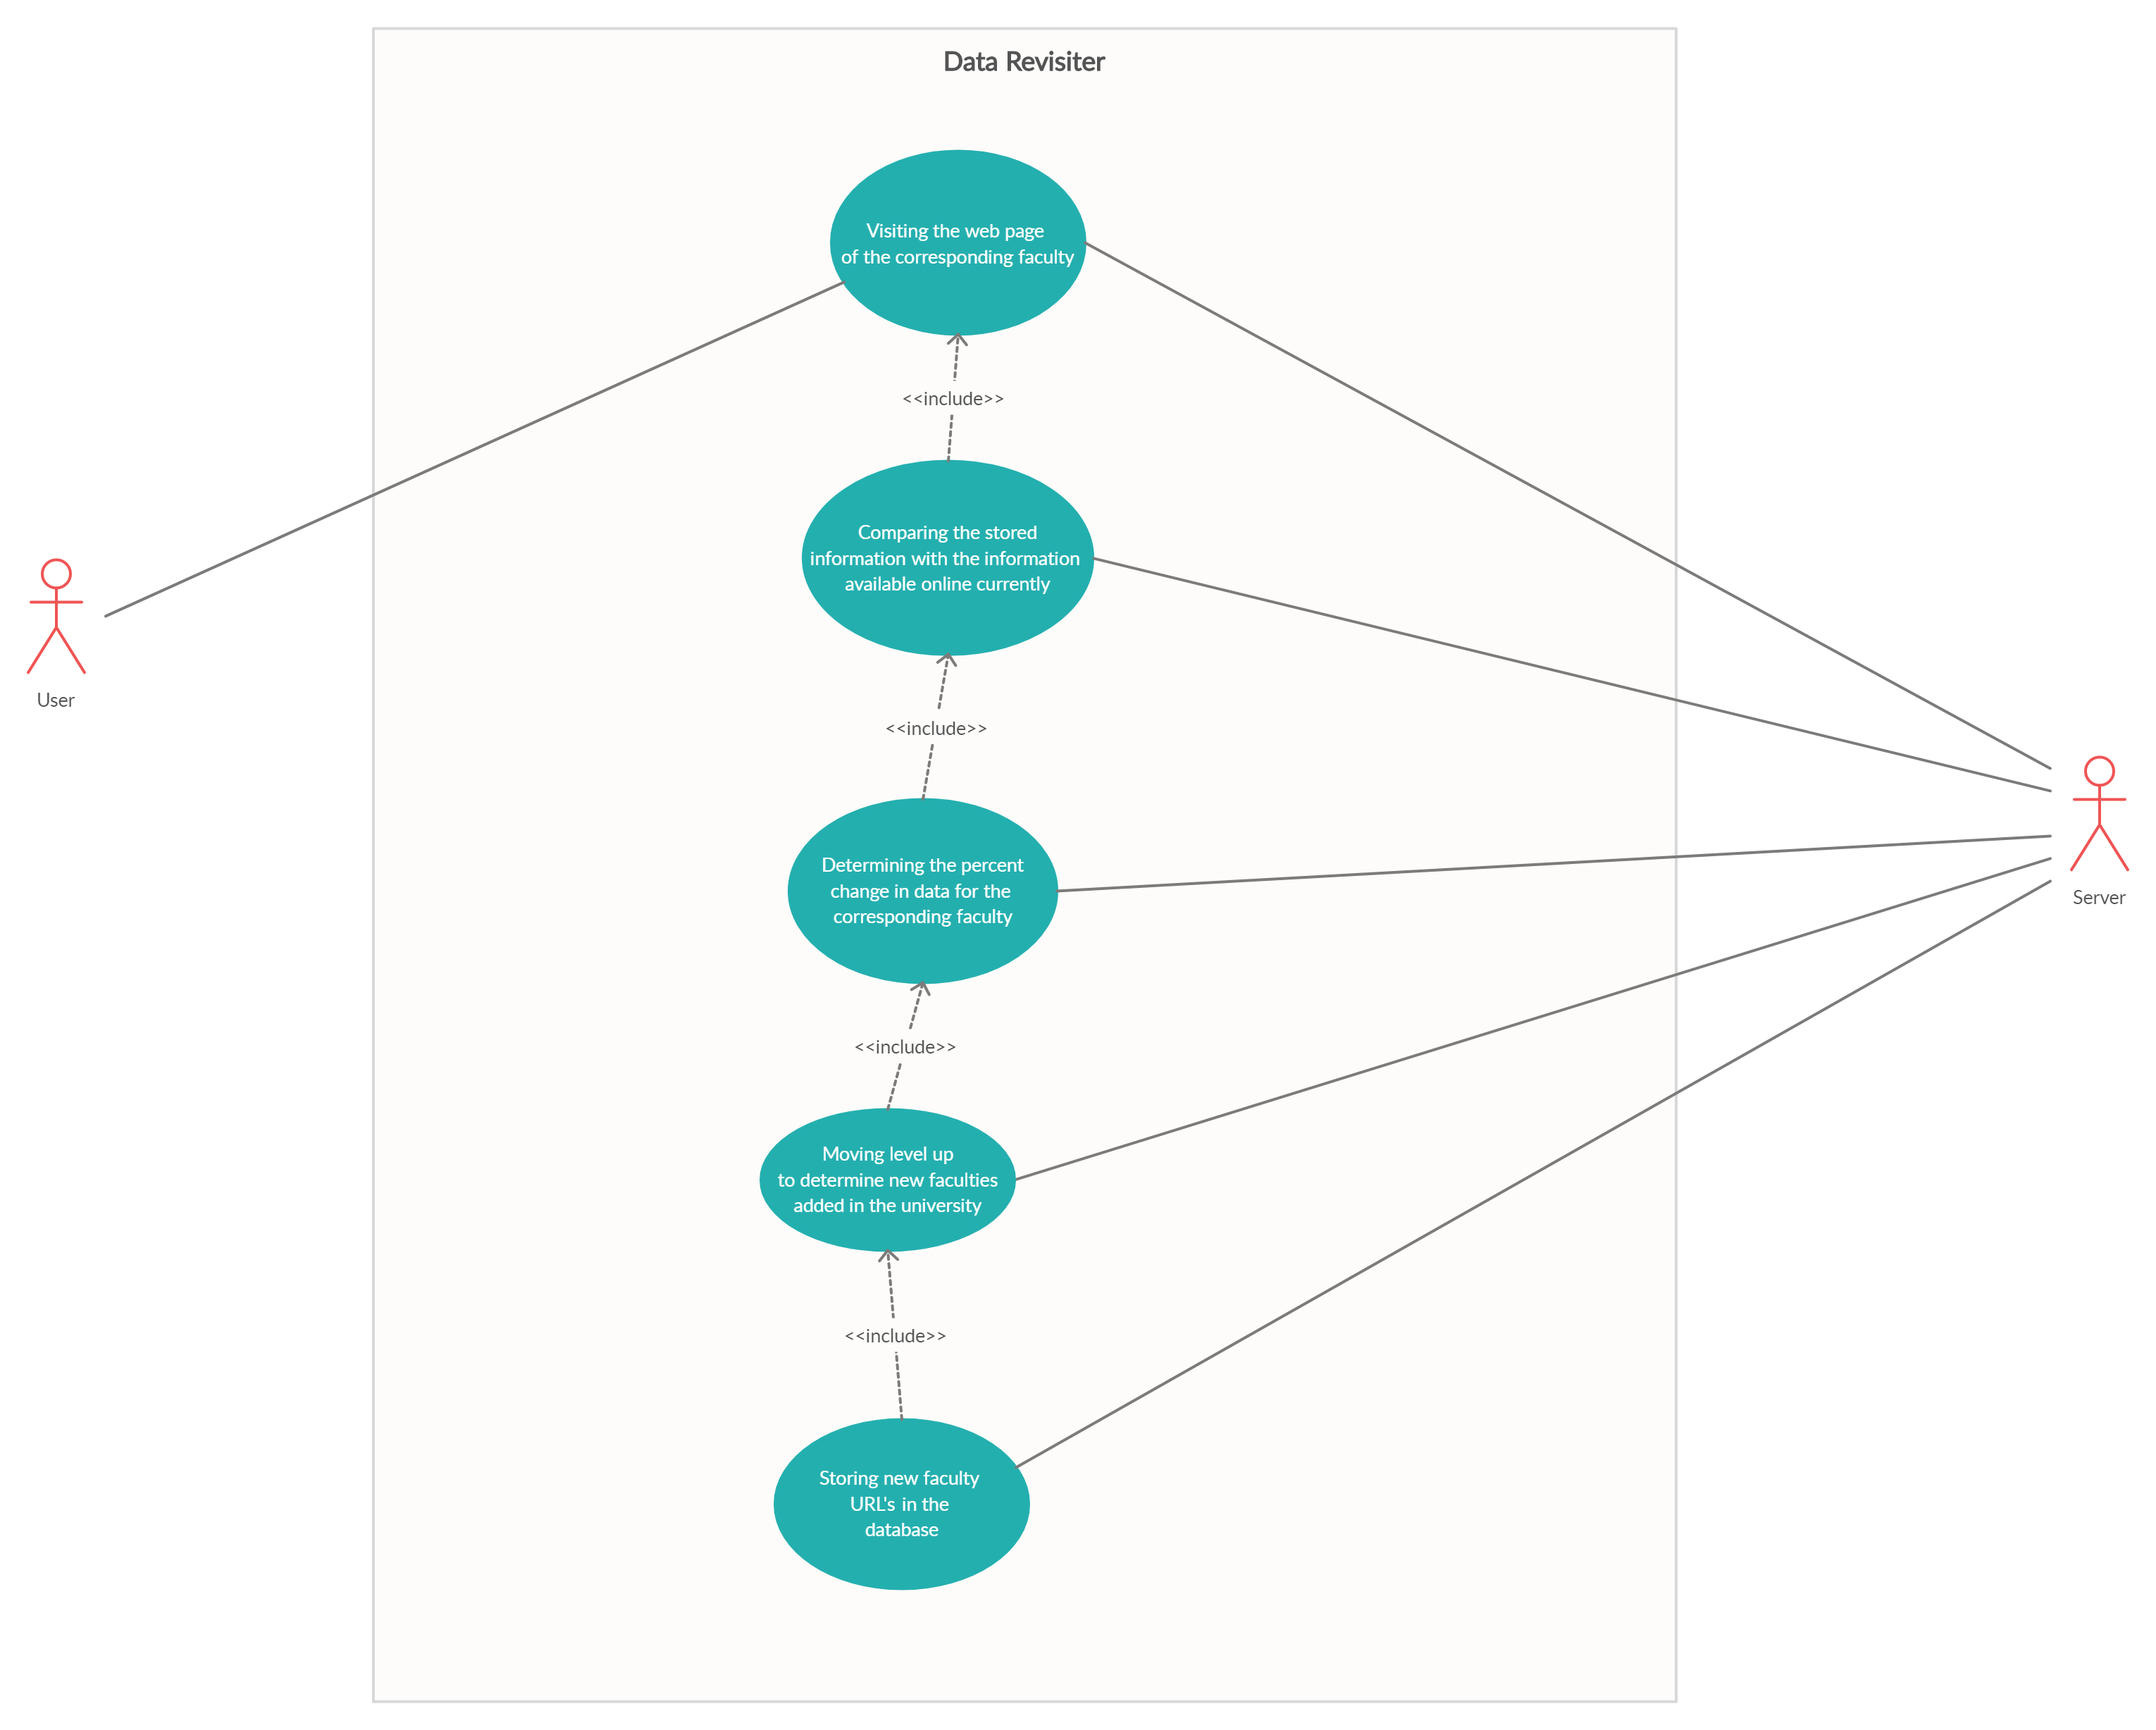 Data Revisiter
Visiting the web page
of the corresponding faculty
<<include>>
Comparing the stored
information with the information
available online currently
User
<<include>>
Determining the percent
change in data for the
corresponding faculty
Server
<<include>>
Moving level up
to determine new faculties
added in the university
<<include>>
Storing new faculty
URL's in the
database